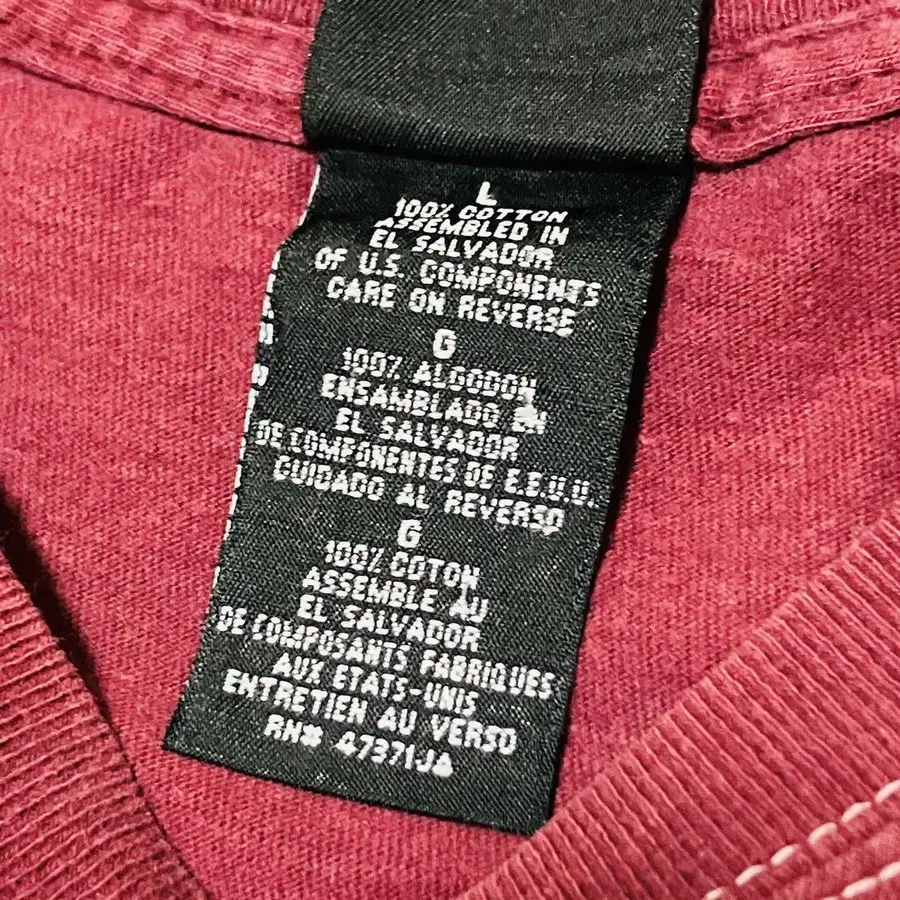 L
100% COTTON
ASSEMBLED IN
EL SALVADOR
OF U.S. COMPONENTS
CARE ON REVERSE
G
100% ALGODON
ENSAMBLADO EN
EL SALVADOR
DE COMPONENTES DE E.E.U.U.
CUIDADO AL REVERSO
G
100% COTON
ASSEMBLE AU
EL SALVADOR
DE COMPOSANTS FABRIQUES
AUX ETATS-UNIS
ENTRETIEN AU VERSO
RN# 47371JA